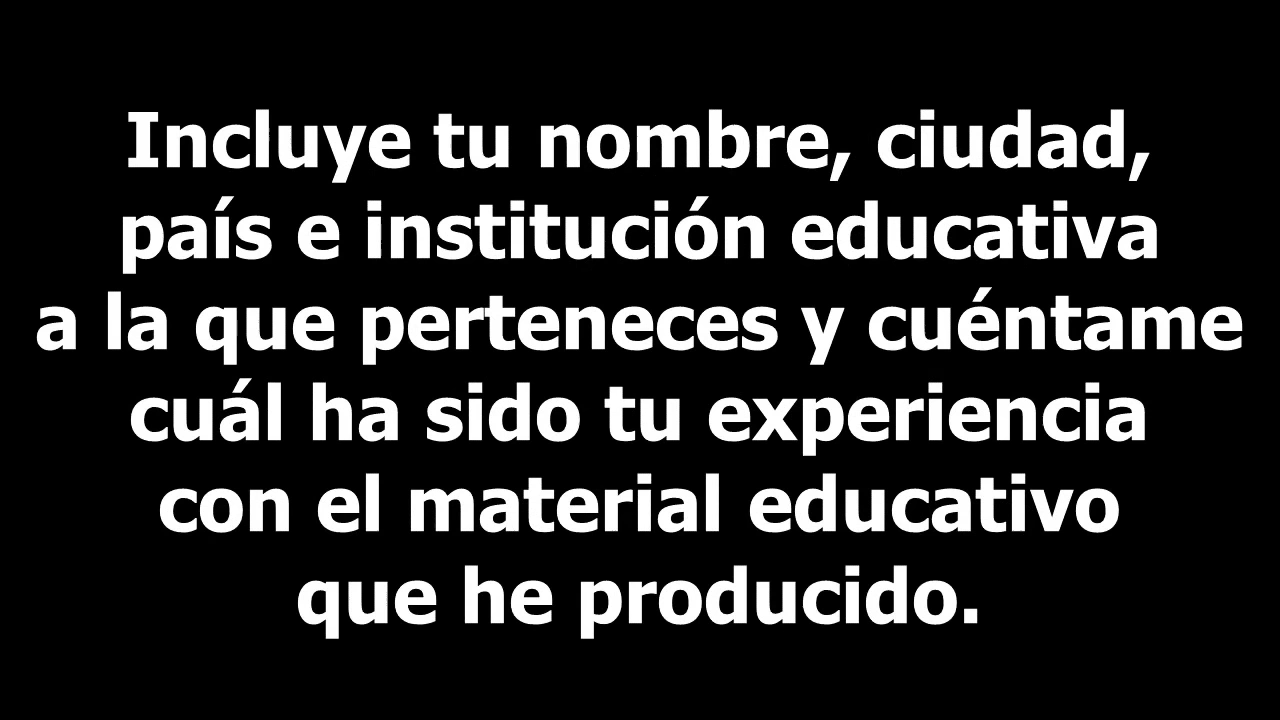 Incluye tu nombre, ciudad,
país e institución educativa
a la que perteneces y cuéntame
cuál ha sido tu experiencia
con el material educativo
que he producido.